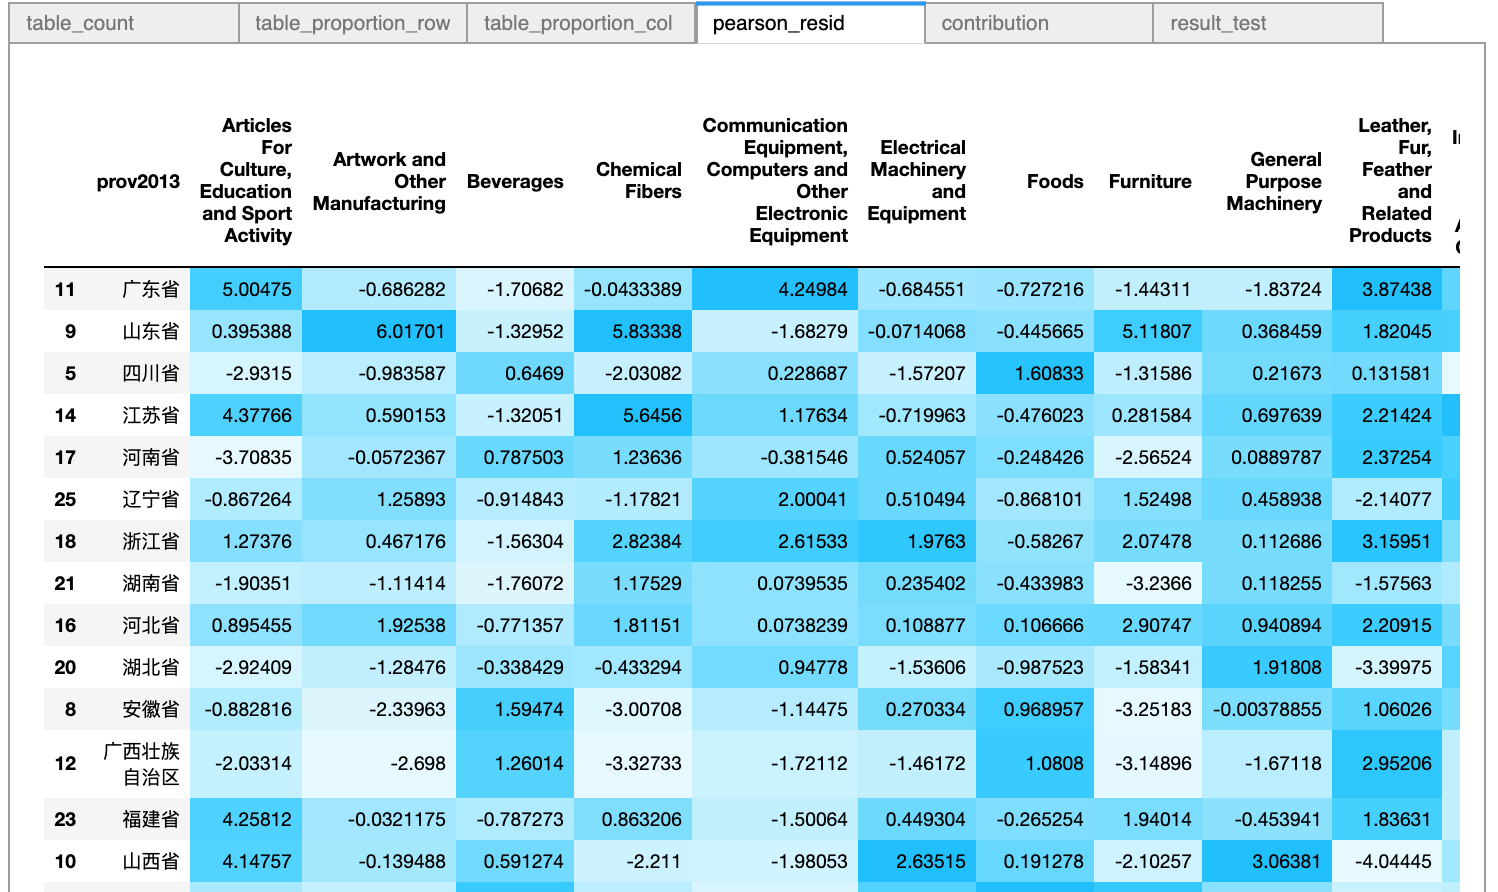 table_count table_proportion_row table_proportion_col pearson_resid contribution result_test
prov2013 Articles For Culture, Education and Sport Activity Artwork and Other Manufacturing Beverages Chemical Fibers Communication Equipment, Computers and Other Electronic Equipment Electrical Machinery and Equipment Foods Furniture General Purpose Machinery Leather, Fur, Feather and Related Products
11 广东省 5.00475 -0.686282 -1.70682 -0.0433389 4.24984 -0.684551 -0.727216 -1.44311 -1.83724 3.87438
9 山东省 0.395388 6.01701 -1.32952 5.83338 -1.68279 -0.0714068 -0.445665 5.11807 0.368459 1.82045
5 四川省 -2.9315 -0.983587 0.6469 -2.03082 0.228687 -1.57207 1.60833 -1.31586 0.21673 0.131581
14 江苏省 4.37766 0.590153 -1.32051 5.6456 1.17634 -0.719963 -0.476023 0.281584 0.697639 2.21424
17 河南省 -3.70835 -0.0572367 0.787503 1.23636 -0.381546 0.524057 -0.248426 -2.56524 0.0889787 2.37254
25 辽宁省 -0.867264 1.25893 -0.914843 -1.17821 2.00041 0.510494 -0.868101 1.52498 0.458938 -2.14077
18 浙江省 1.27376 0.467176 -1.56304 2.82384 2.61533 1.9763 -0.58267 2.07478 0.112686 3.15951
21 湖南省 -1.90351 -1.11414 -1.76072 1.17529 0.0739535 0.235402 -0.433983 -3.2366 0.118255 -1.57563
16 河北省 0.895455 1.92538 -0.771357 1.81151 0.0738239 0.108877 0.106666 2.90747 0.940894 2.20915
20 湖北省 -2.92409 -1.28476 -0.338429 -0.433294 0.94778 -1.53606 -0.987523 -1.58341 1.91808 -3.39975
8 安徽省 -0.882816 -2.33963 1.59474 -3.00708 -1.14475 0.270334 0.968957 -3.25183 -0.00378855 1.06026
12 广西壮族自治区 -2.03314 -2.698 1.26014 -3.32733 -1.72112 -1.46172 1.0808 -3.14896 -1.67118 2.95206
23 福建省 4.25812 -0.0321175 -0.787273 0.863206 -1.50064 0.449304 -0.265254 1.94014 -0.453941 1.83631
10 山西省 4.14757 -0.139488 0.591274 -2.211 -1.98053 2.63515 0.191278 -2.10257 3.06381 -4.04445